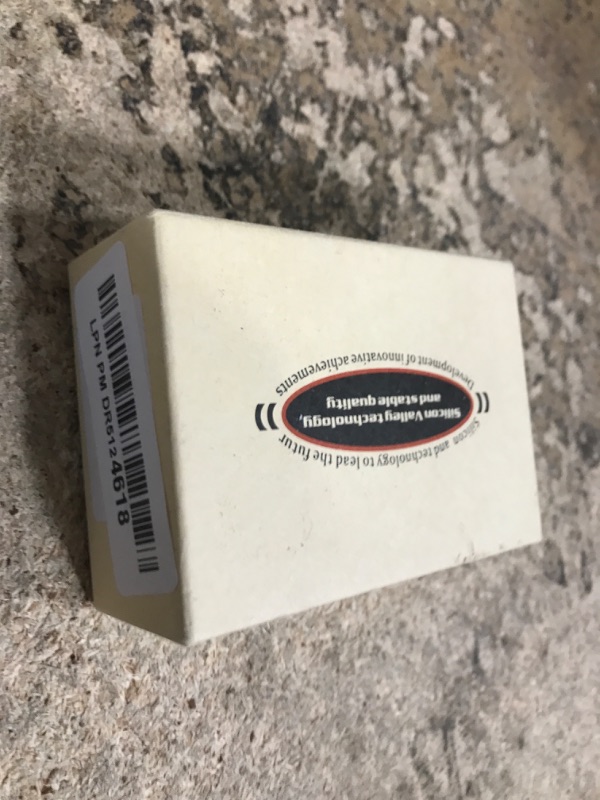 Silicon and technology to lead the futur
Silicon Valley technology,
and stable quality
Development of innovative achievements
LPN PM DR6124618